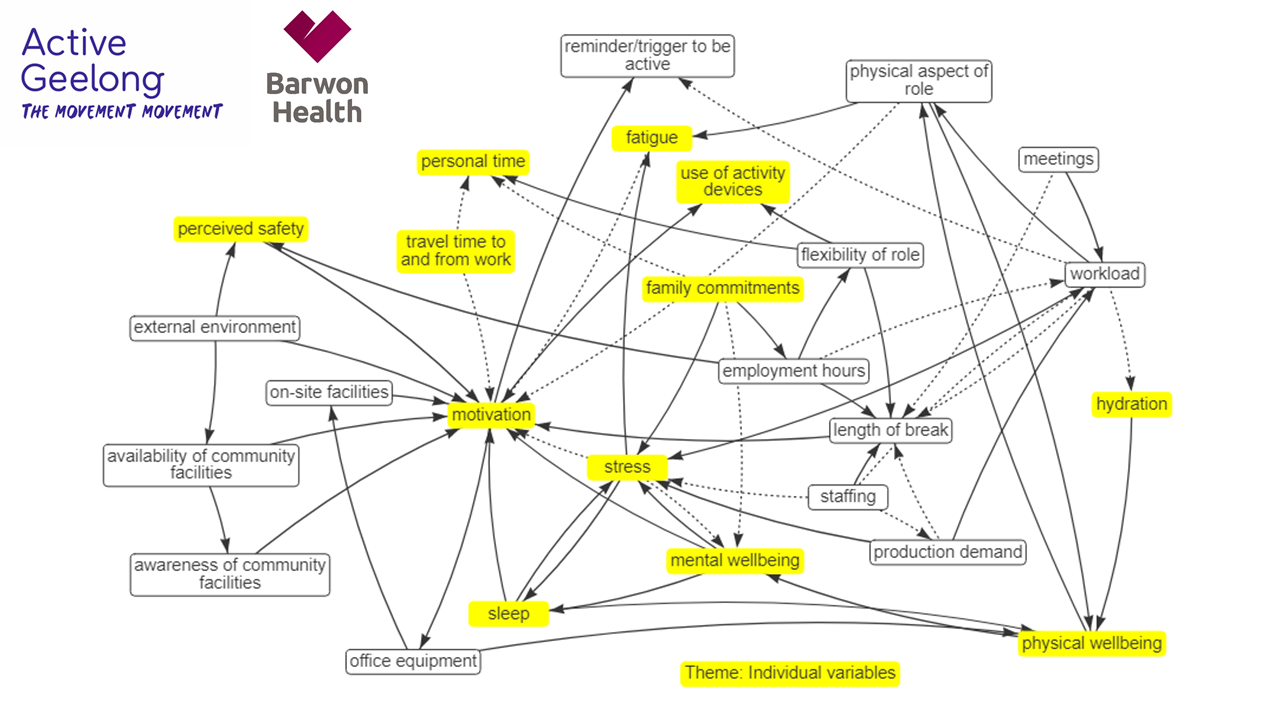 Active
Geelong
THE MOVEMENT MOVEMENT
Barwon
Health
reminder/trigger to be
active
physical aspect of
role
fatigue
personal time
use of activity
devices
meetings
perceived safety
travel time to
and from work
flexibility of role
workload
family commitments
external environment
employment hours
on-site facilities
hydration
motivation
length of break
availability of community
facilities
stress
staffing
production demand
mental wellbeing
awareness of community
facilities
sleep
physical wellbeing
office equipment
Theme: Individual variables